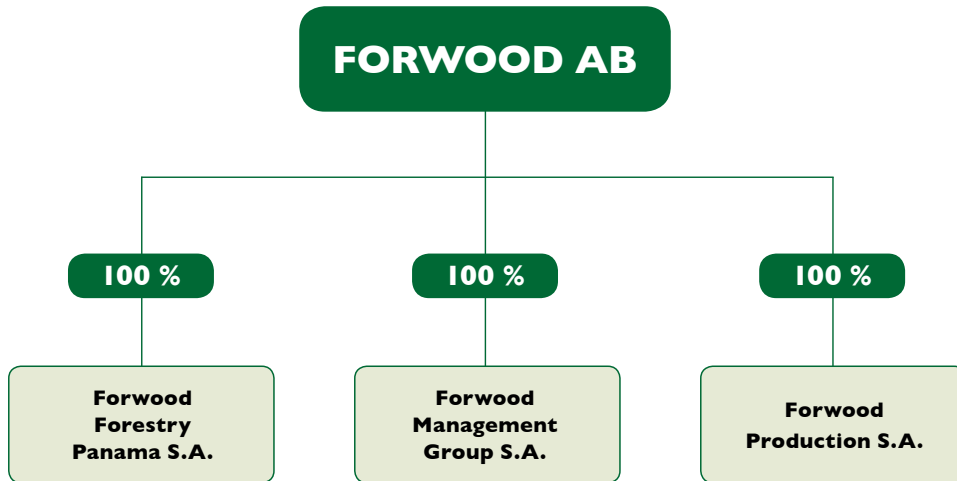 FORWOOD AB
100 %
100 %
100 %
Forwood
Forestry
Panama S.A.
Forwood
Management
Group S.A.
Forwood
Production S.A.